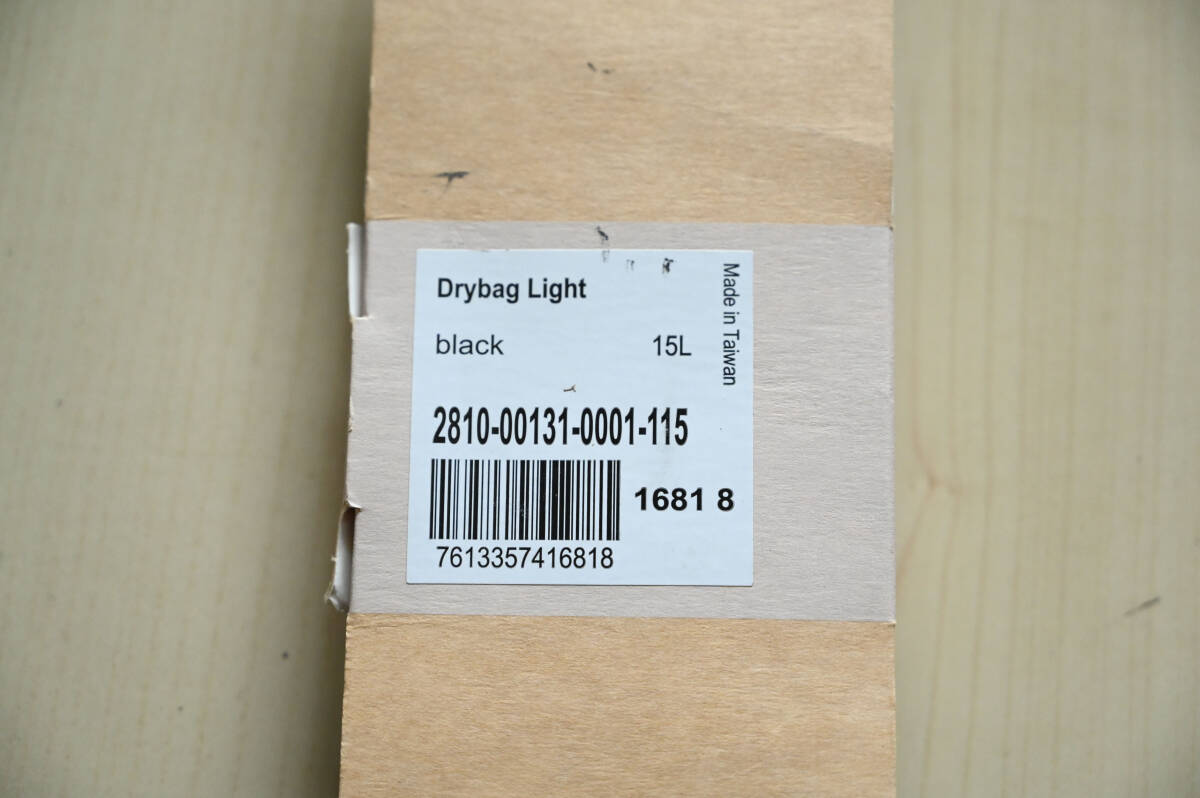 Drybag Light
black 15L
Made in Taiwan
2810-00131-0001-115
1681 8
7613357416818